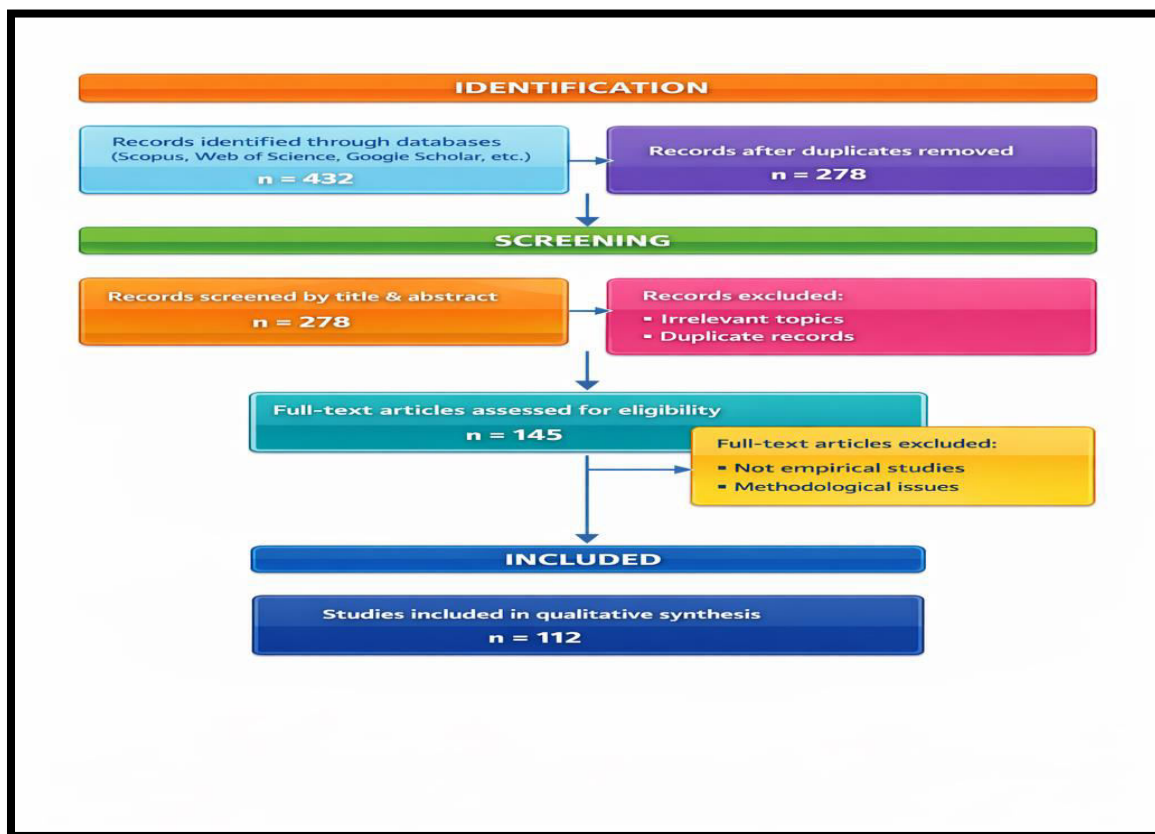 IDENTIFICATION
Records identified through databases
(Scopus, Web of Science, Google Scholar, etc.)
n = 432
Records after duplicates removed
n = 278
SCREENING
Records screened by title & abstract
n = 278
Records excluded:
▪ Irrelevant topics
▪ Duplicate records
Full-text articles assessed for eligibility
n = 145
Full-text articles excluded:
▪ Not empirical studies
▪ Methodological issues
INCLUDED
Studies included in qualitative synthesis
n = 112